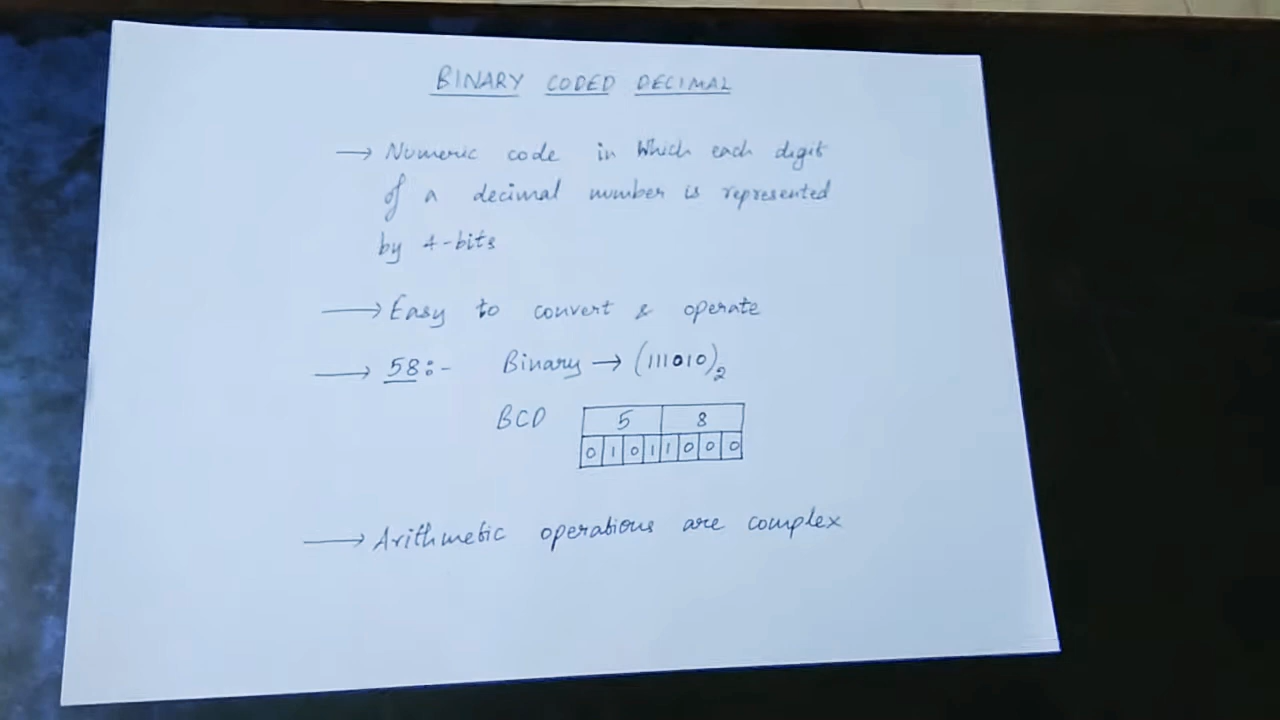 BINARY CODED DECIMAL
→ Numeric code in which each digit
of a decimal number is represented
by 4-bits
→ Easy to convert & operate
→ 58:- Binary → (111010)₂
BCD 5 8
0 1 0 1 1 0 0 0
→ Arithmetic operations are complex